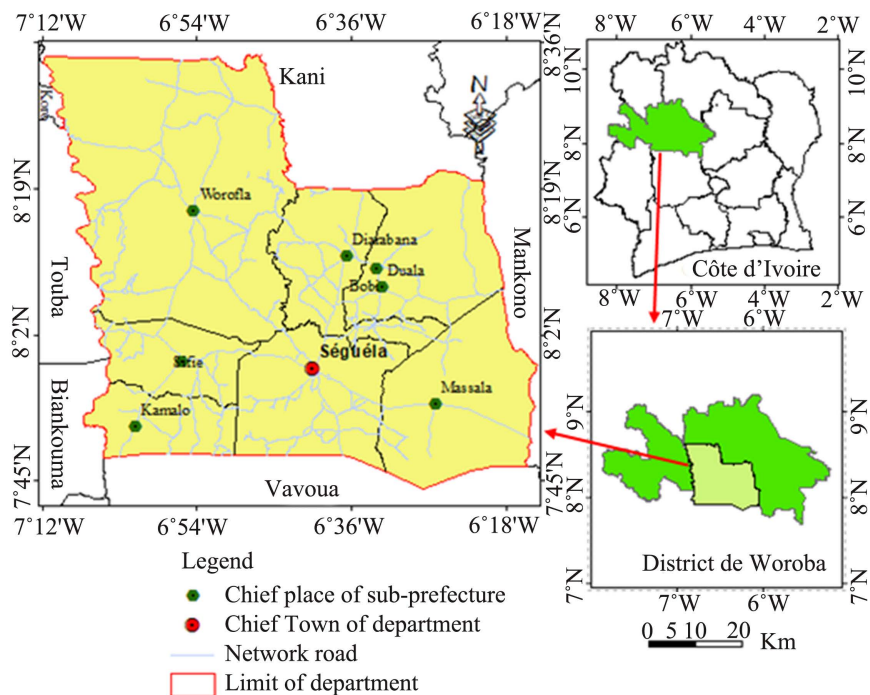 7°12'W 6°54'W 6°36'W 6°18'W
8°36'N
8°19'N
8°2'N
7°45'N
Kani
N
Worofla
Diarabana
Duala
Bobi
Touba
Mankono
Séguéla
Sifie
Massala
Kamalo
Biankouma
Vavoua
8°36'N
8°19'N
8°2'N
7°45'N
7°12'W 6°54'W 6°36'W 6°18'W
8°W 6°W 4°W 2°W
10°N
8°N
6°N
10°N
8°N
6°N
Côte d'Ivoire
8°W 6°W 4°W 2°W
7°W 6°W
9°N
8°N
7°N
9°N
8°N
7°N
District de Woroba
7°W 6°W
0 5 10 20
Km
Legend
Chief place of sub-prefecture
Chief Town of department
Network road
Limit of department